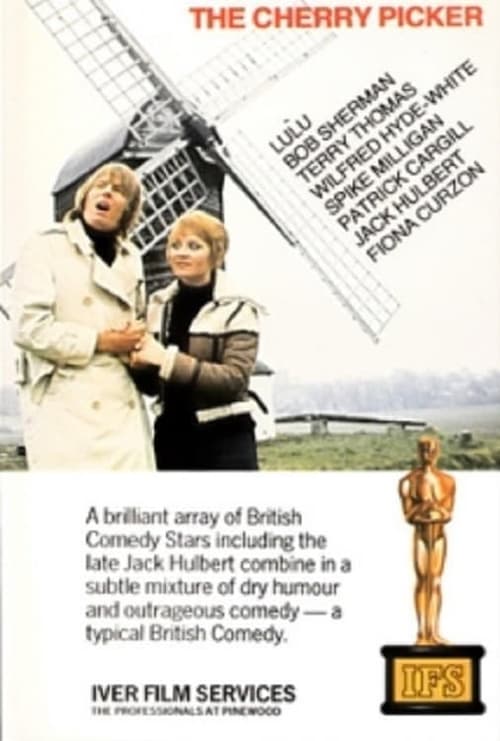 THE CHERRY PICKER
LULU
BOB SHERMAN
TERRY THOMAS
WILFRED HYDE-WHITE
SPIKE MILLIGAN
PATRICK CARGILL
JACK HULBERT
FIONA CURZON
A brilliant array of British
Comedy Stars including the
late Jack Hulbert combine in a
subtle mixture of dry humour
and outrageous comedy — a
typical British Comedy.
IFS
IVER FILM SERVICES
THE PROFESSIONALS AT PINEWOOD